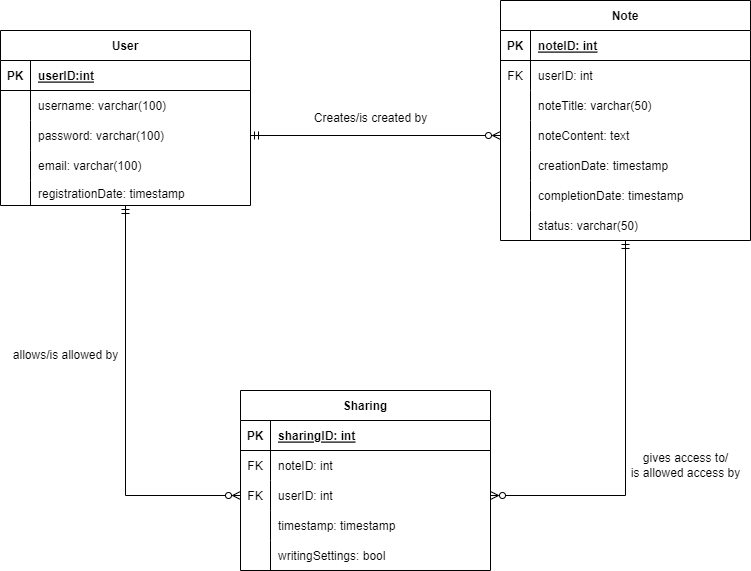 User
PK userID:int
username: varchar(100)
password: varchar(100)
email: varchar(100)
registrationDate: timestamp
Creates/is created by
Note
PK noteID: int
FK userID: int
noteTitle: varchar(50)
noteContent: text
creationDate: timestamp
completionDate: timestamp
status: varchar(50)
allows/is allowed by
Sharing
PK sharingID: int
FK noteID: int
FK userID: int
timestamp: timestamp
writingSettings: bool
gives access to/
is allowed access by